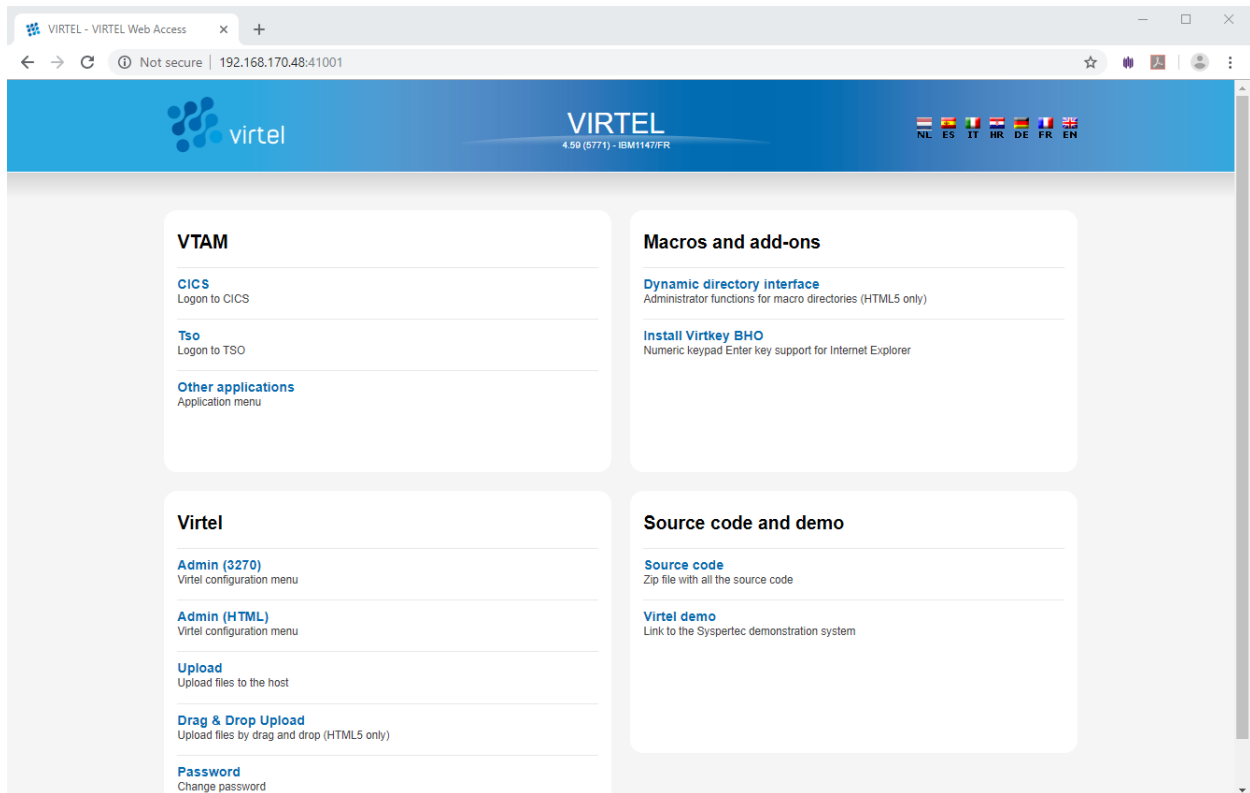 VIRTEL - VIRTEL Web Access
Not secure | 192.168.170.48:41001
virtel
VIRTEL
4.59 (5771) - IBM1147/FR
NL ES IT HR DE FR EN
VTAM
CICS
Logon to CICS
Tso
Logon to TSO
Other applications
Application menu
Macros and add-ons
Dynamic directory interface
Administrator functions for macro directories (HTML5 only)
Install Virtkey BHO
Numeric keypad Enter key support for Internet Explorer
Virtel
Admin (3270)
Virtel configuration menu
Admin (HTML)
Virtel configuration menu
Upload
Upload files to the host
Drag & Drop Upload
Upload files by drag and drop (HTML5 only)
Password
Change password
Source code and demo
Source code
Zip file with all the source code
Virtel demo
Link to the Syspertec demonstration system